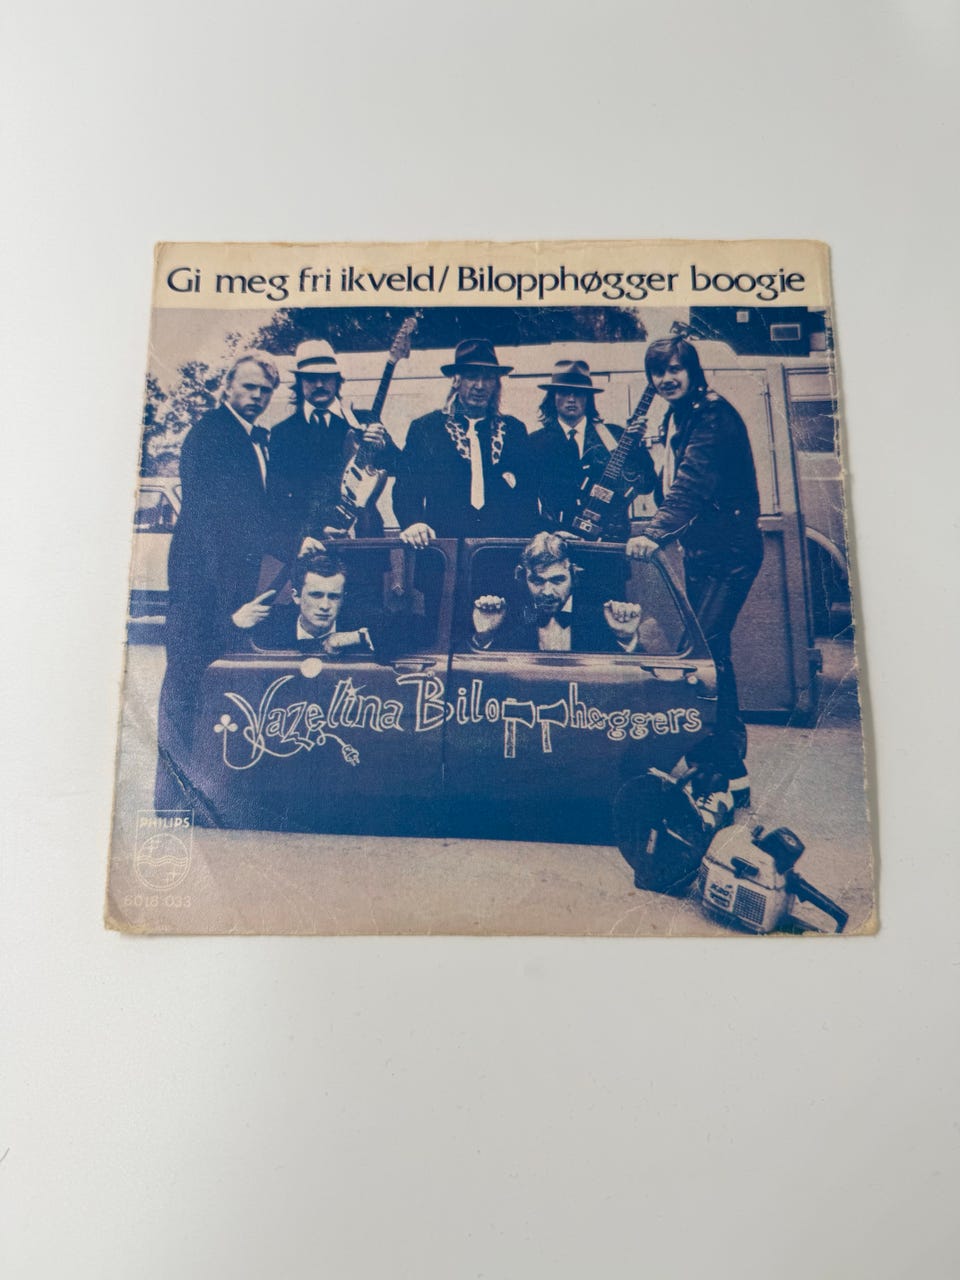 Gi meg fri ikveld/Bilopphøgger boogie
Vazelina Bilopphøggers
PHILIPS
6018 033